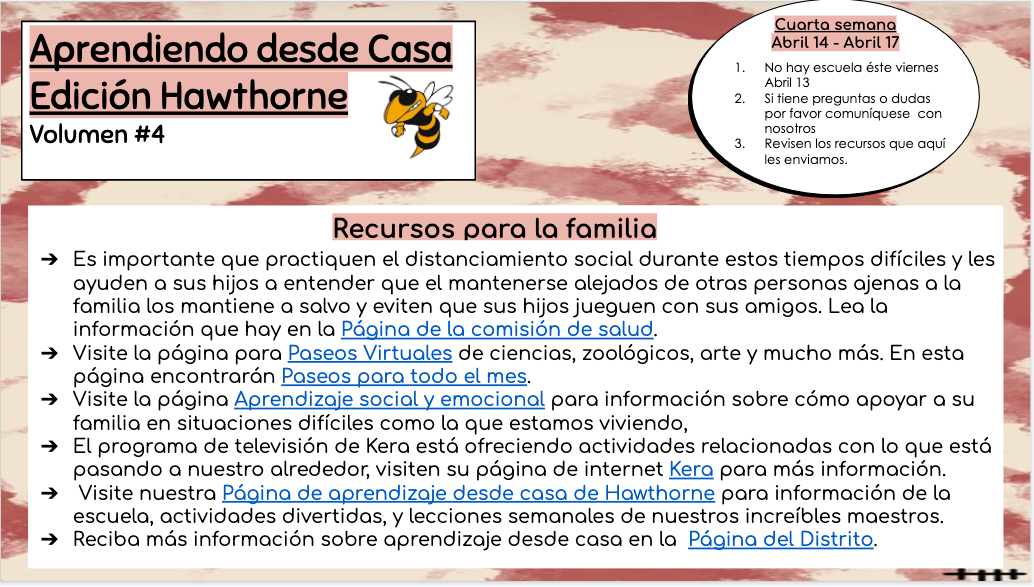 Aprendiendo desde Casa
Edición Hawthorne
Volumen #4
Cuarta semana
Abril 14 - Abril 17
1. No hay escuela éste viernes
Abril 13
2. Si tiene preguntas o dudas
por favor comuníquese con
nosotros
3. Revisen los recursos que aquí
les enviamos.
Recursos para la familia
➔ Es importante que practiquen el distanciamiento social durante estos tiempos difíciles y les
ayuden a sus hijos a entender que el mantenerse alejados de otras personas ajenas a la
familia los mantiene a salvo y eviten que sus hijos jueguen con sus amigos. Lea la
información que hay en la Página de la comisión de salud.
➔ Visite la página para Paseos Virtuales de ciencias, zoológicos, arte y mucho más. En esta
página encontrarán Paseos para todo el mes.
➔ Visite la página Aprendizaje social y emocional para información sobre cómo apoyar a su
familia en situaciones difíciles como la que estamos viviendo,
➔ El programa de televisión de Kera está ofreciendo actividades relacionadas con lo que está
pasando a nuestro alrededor, visiten su página de internet Kera para más información.
➔ Visite nuestra Página de aprendizaje desde casa de Hawthorne para información de la
escuela, actividades divertidas, y lecciones semanales de nuestros increíbles maestros.
➔ Reciba más información sobre aprendizaje desde casa en la Página del Distrito.